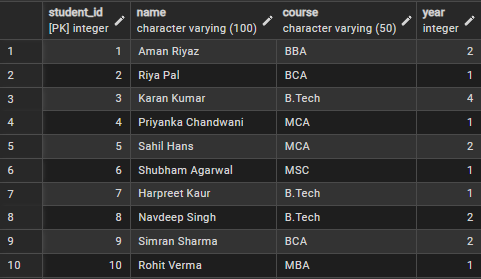 student_id name course year
[PK] integer character varying (100) character varying (50) integer
1 1 Aman Riyaz BBA 2
2 2 Riya Pal BCA 1
3 3 Karan Kumar B.Tech 4
4 4 Priyanka Chandwani MCA 1
5 5 Sahil Hans MCA 2
6 6 Shubham Agarwal MSC 1
7 7 Harpreet Kaur B.Tech 1
8 8 Navdeep Singh B.Tech 2
9 9 Simran Sharma BCA 2
10 10 Rohit Verma MBA 1